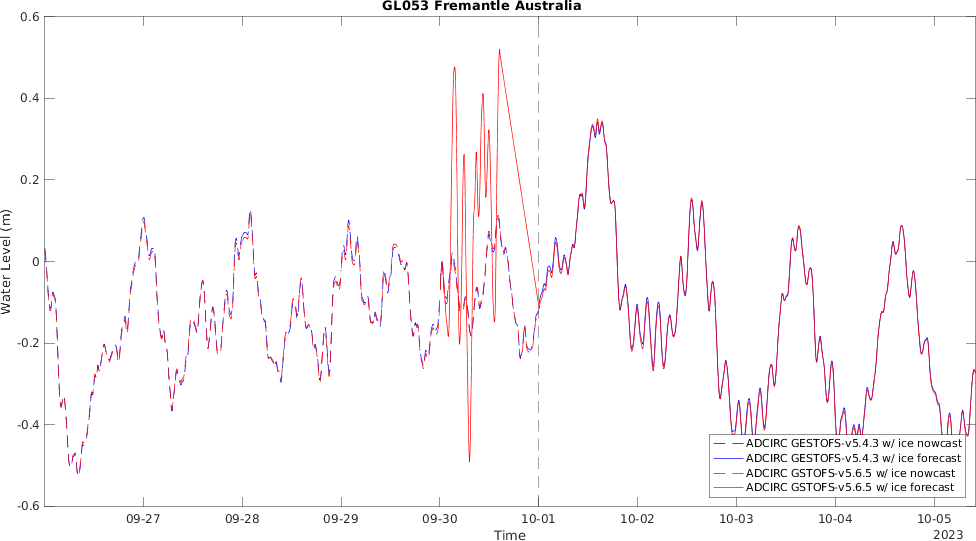 GL053 Fremantle Australia
0.6
0.4
0.2
0
-0.2
-0.4
-0.6
Water Level (m)
09-27
09-28
09-29
09-30
10-01
10-02
10-03
10-04
10-05
Time
2023
ADCIRC GESTOFS-v5.4.3 w/ ice nowcast
ADCIRC GESTOFS-v5.4.3 w/ ice forecast
ADCIRC GSTOFS-v5.6.5 w/ ice nowcast
ADCIRC GSTOFS-v5.6.5 w/ ice forecast